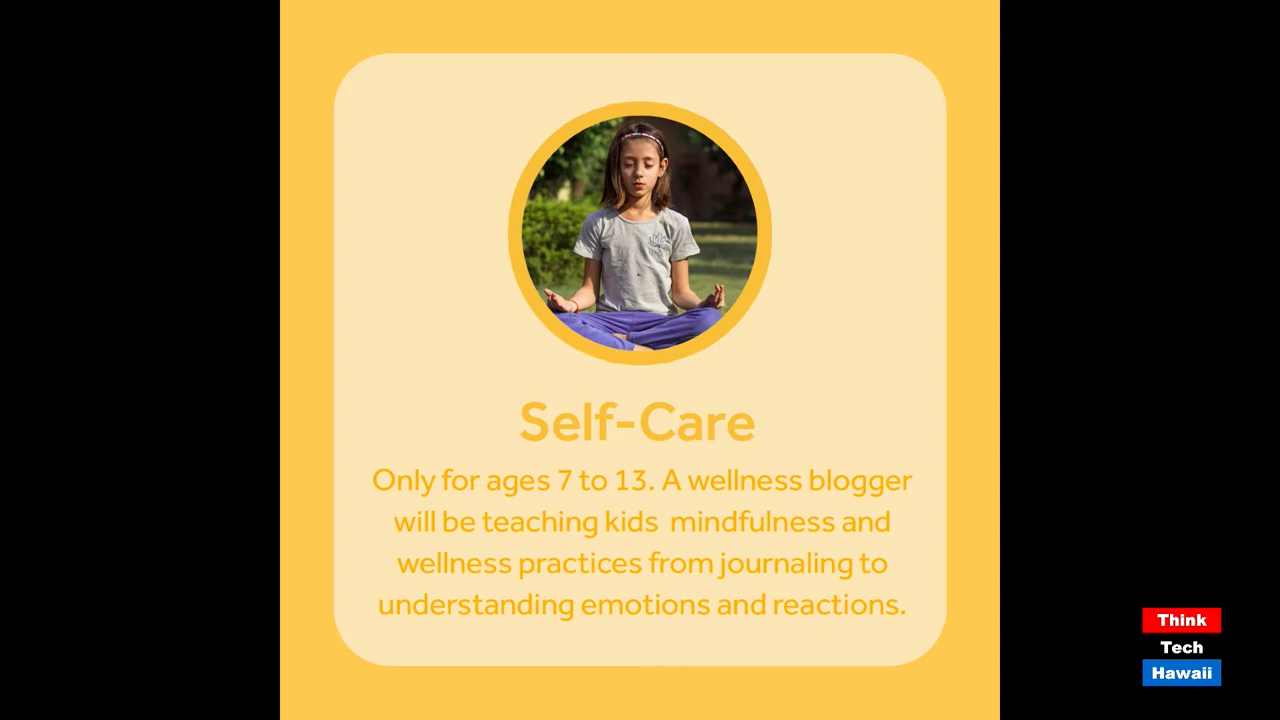 Self-Care
Only for ages 7 to 13. A wellness blogger
will be teaching kids  mindfulness and
wellness practices from journaling to
understanding emotions and reactions.
Think
Tech
Hawaii